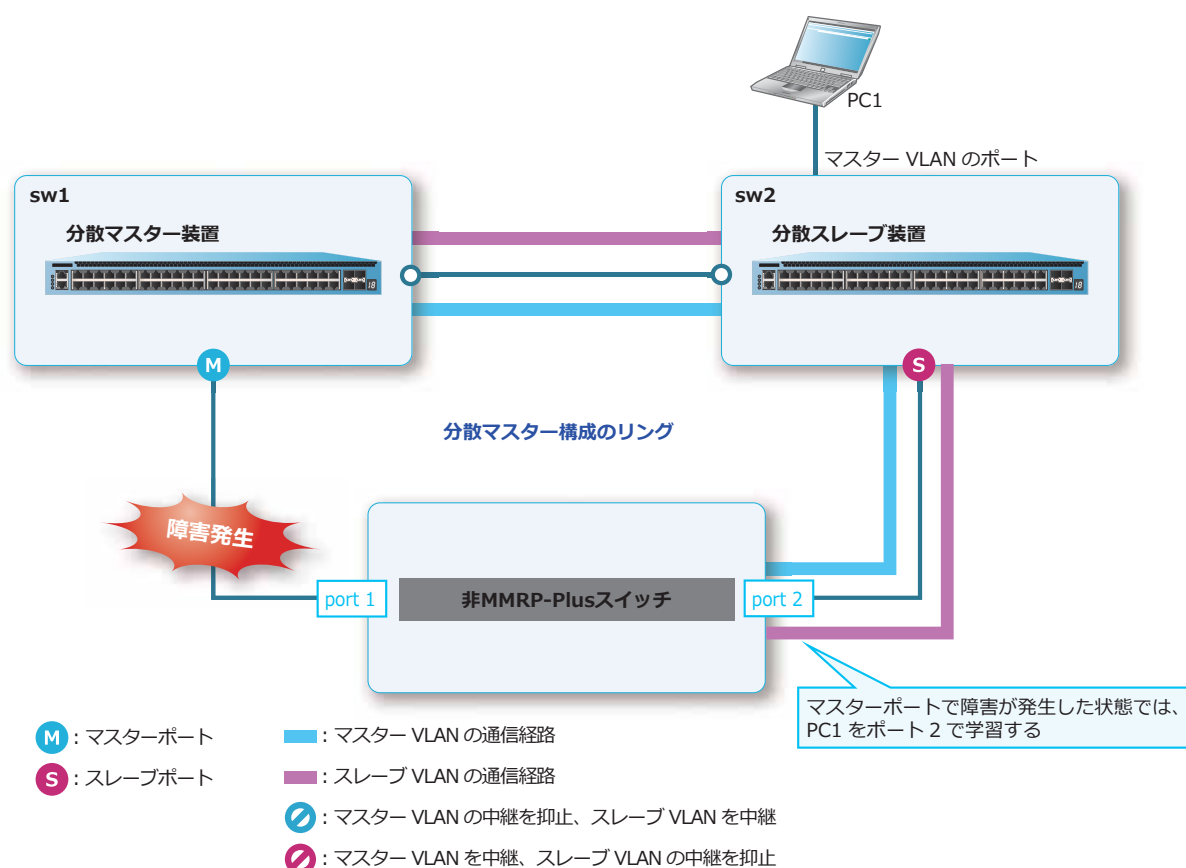 PC1
マスター VLAN のポート
sw1
分散マスター装置
sw2
分散スレーブ装置
18
18
M
S
分散マスター構成のリング
障害発生
port 1
非MMRP-Plusスイッチ
port 2
マスターポートで障害が発生した状態では、
PC1 をポート 2 で学習する
M : マスターポート
S : スレーブポート
: マスター VLAN の通信経路
: スレーブ VLAN の通信経路
: マスター VLAN の中継を抑止、スレーブ VLAN を中継
: マスター VLAN を中継、スレーブ VLAN の中継を抑止